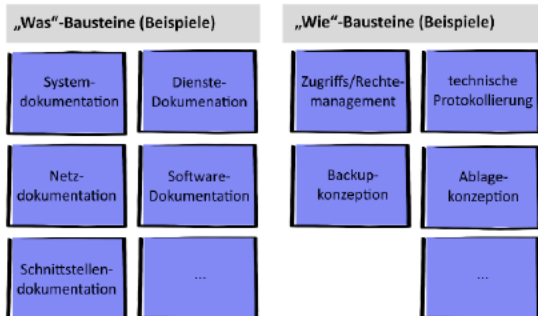 „Was“-Bausteine (Beispiele)
„Wie“-Bausteine (Beispiele)
System-
dokumentation
Dienste-
Dokumenation
Zugriffs/Rechte-
management
technische
Protokollierung
Netz-
dokumentation
Software-
Dokumentation
Backup-
konzeption
Ablage-
konzeption
Schnittstellen-
dokumentation
...
...